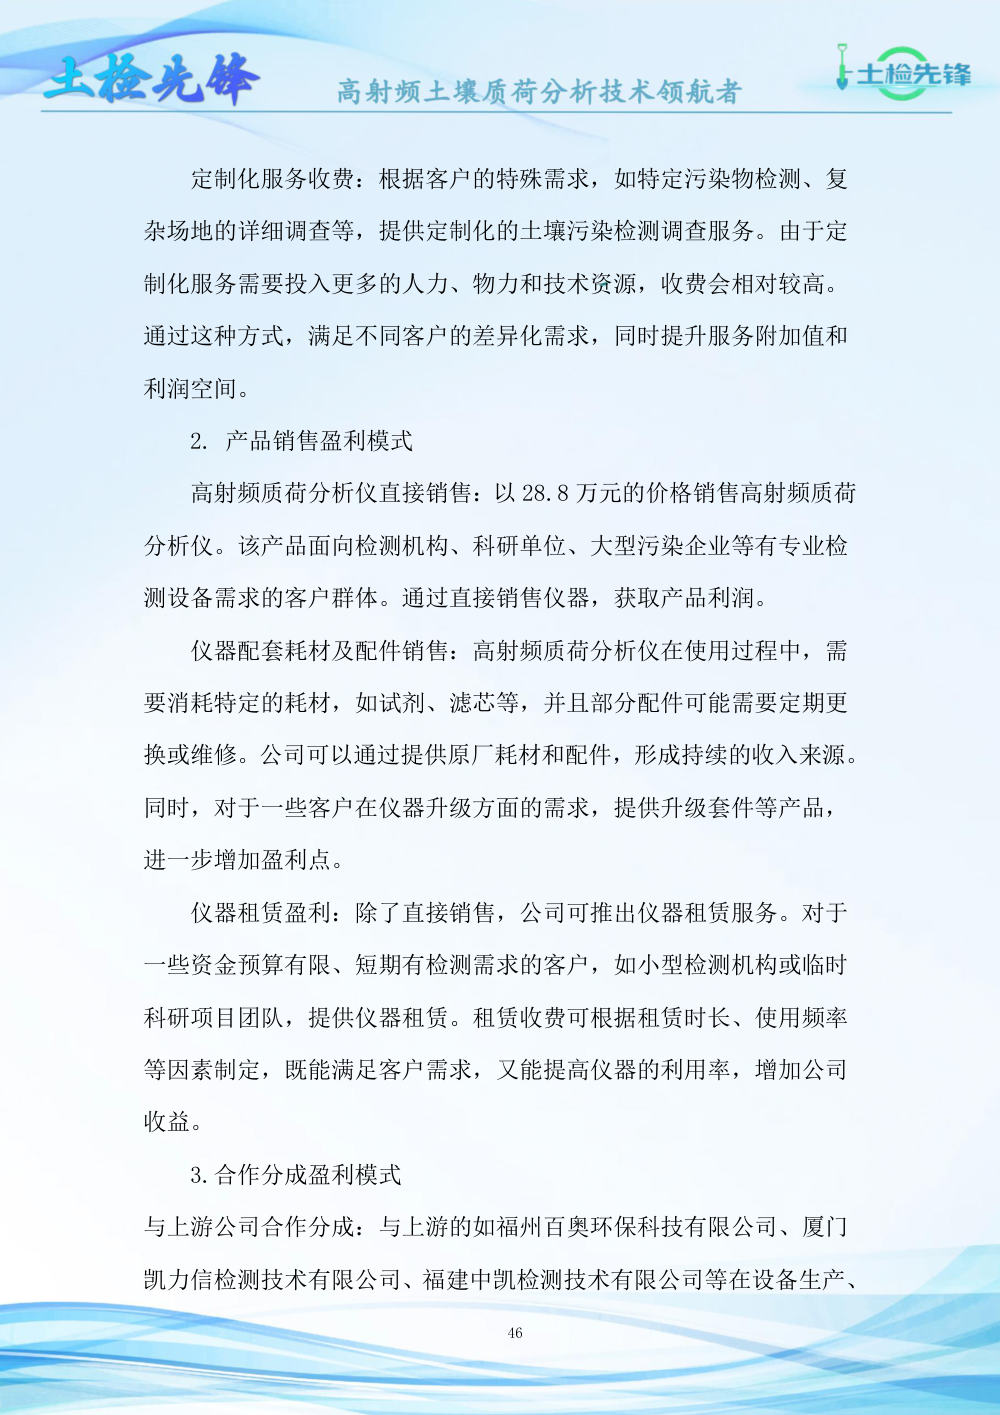 土检先锋
高射频土壤质荷分析技术领航者
土检先锋
定制化服务收费：根据客户的特殊需求，如特定污染物检测、复
杂场地的详细调查等，提供定制化的土壤污染检测调查服务。由于定
制化服务需要投入更多的人力、物力和技术资源，收费会相对较高。
通过这种方式，满足不同客户的差异化需求，同时提升服务附加值和
利润空间。
2. 产品销售盈利模式
高射频质荷分析仪直接销售：以 28.8 万元的价格销售高射频质荷
分析仪。该产品面向检测机构、科研单位、大型污染企业等有专业检
测设备需求的客户群体。通过直接销售仪器，获取产品利润。
仪器配套耗材及配件销售：高射频质荷分析仪在使用过程中，需
要消耗特定的耗材，如试剂、滤芯等，并且部分配件可能需要定期更
换或维修。公司可以通过提供原厂耗材和配件，形成持续的收入来源。
同时，对于一些客户在仪器升级方面的需求，提供升级套件等产品，
进一步增加盈利点。
仪器租赁盈利：除了直接销售，公司可推出仪器租赁服务。对于
一些资金预算有限、短期有检测需求的客户，如小型检测机构或临时
科研项目团队，提供仪器租赁。租赁收费可根据租赁时长、使用频率
等因素制定，既能满足客户需求，又能提高仪器的利用率，增加公司
收益。
3.合作分成盈利模式
与上游公司合作分成：与上游的如福州百奥环保科技有限公司、厦门
凯力信检测技术有限公司、福建中凯检测技术有限公司等在设备生产、
46